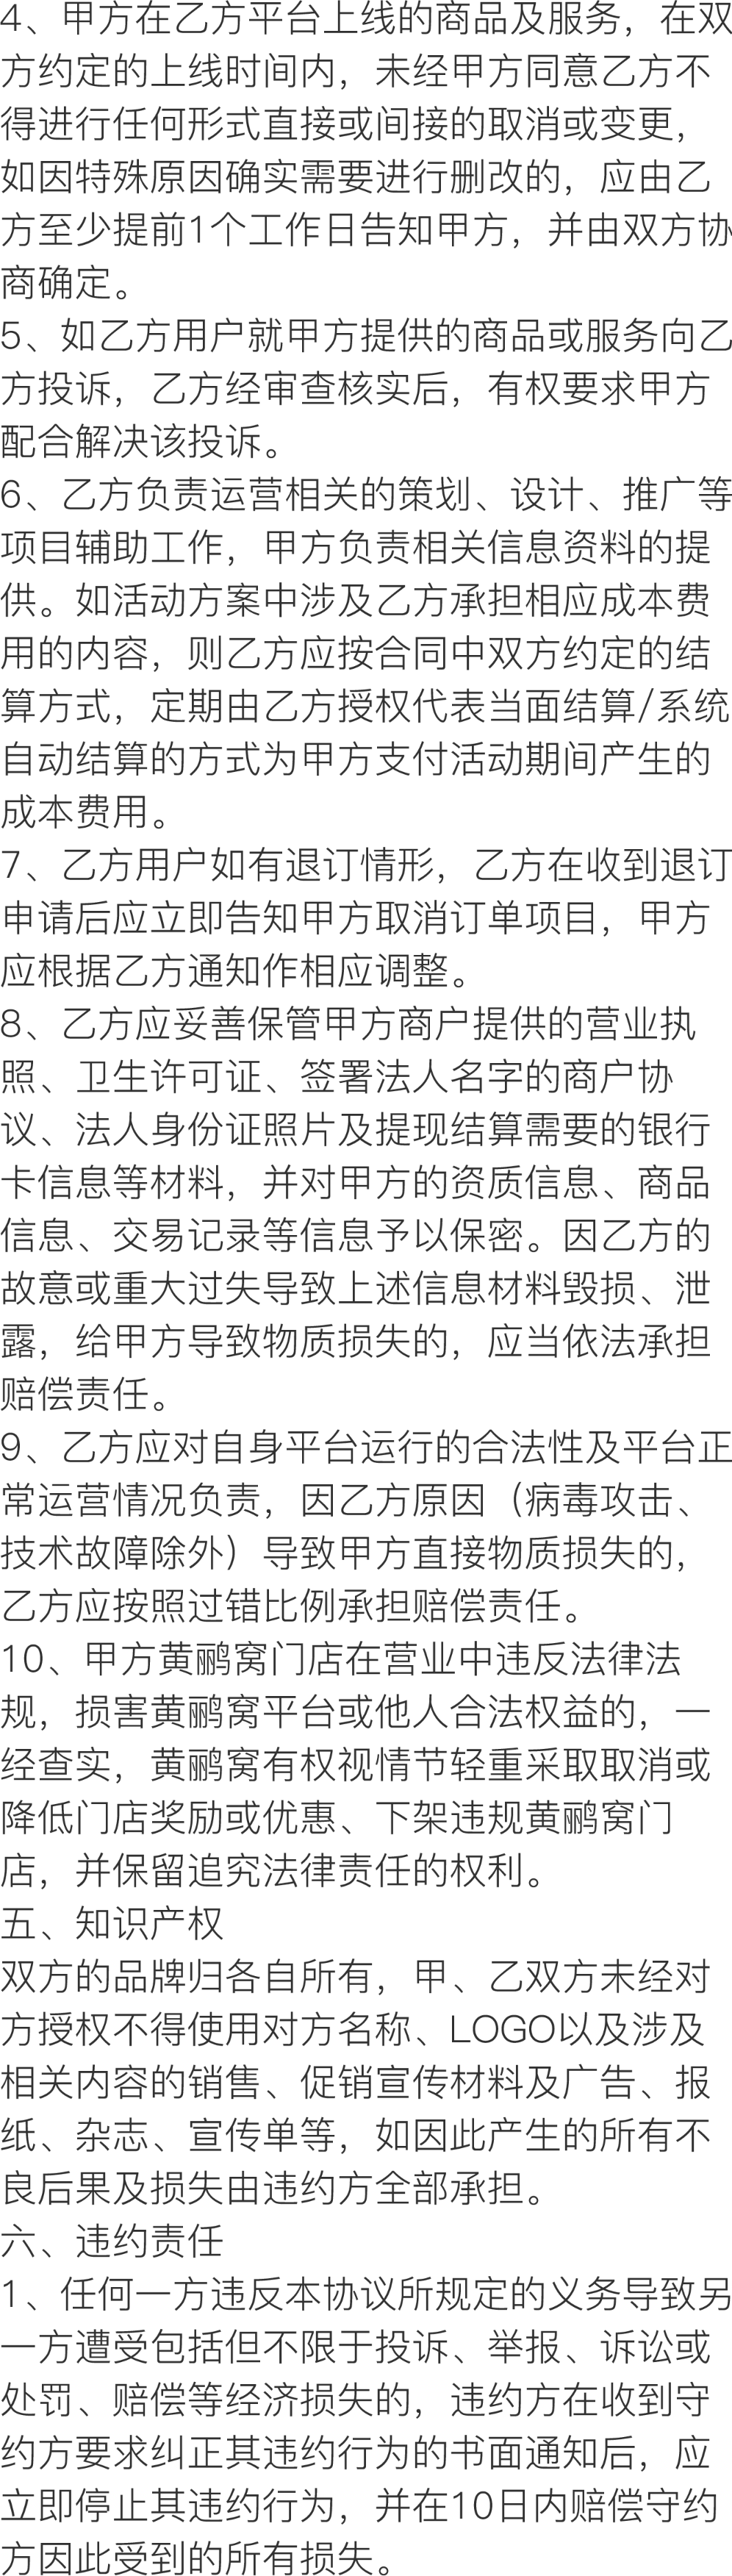 4、甲方在乙方平台上线的商品及服务，在双
方约定的上线时间内，未经甲方同意乙方不
得进行任何形式直接或间接的取消或变更，
如因特殊原因确实需要进行删改的，应由乙
方至少提前1个工作日告知甲方，并由双方协
商确定。
5、如乙方用户就甲方提供的商品或服务向乙
方投诉，乙方经审查核实后，有权要求甲方
配合解决该投诉。
6、乙方负责运营相关的策划、设计、推广等
项目辅助工作，甲方负责相关信息资料的提
供。如活动方案中涉及乙方承担相应成本费
用的内容，则乙方应按合同中双方约定的结
算方式，定期由乙方授权代表当面结算/系统
自动结算的方式为甲方支付活动期间产生的
成本费用。
7、乙方用户如有退订情形，乙方在收到退订
申请后应立即告知甲方取消订单项目，甲方
应根据乙方通知作相应调整。
8、乙方应妥善保管甲方商户提供的营业执
照、卫生许可证、签署法人名字的商户协
议、法人身份证照片及提现结算需要的银行
卡信息等材料，并对甲方的资质信息、商品
信息、交易记录等信息予以保密。因乙方的
故意或重大过失导致上述信息材料毁损、泄
露，给甲方导致物质损失的，应当依法承担
赔偿责任。
9、乙方应对自身平台运行的合法性及平台正
常运营情况负责，因乙方原因（病毒攻击、
技术故障除外）导致甲方直接物质损失的，
乙方应按照过错比例承担赔偿责任。
10、甲方黄鹂窝门店在营业中违反法律法
规，损害黄鹂窝平台或他人合法权益的，一
经查实，黄鹂窝有权视情节轻重采取取消或
降低门店奖励或优惠、下架违规黄鹂窝门
店，并保留追究法律责任的权利。
五、知识产权
双方的品牌归各自所有，甲、乙双方未经对
方授权不得使用对方名称、LOGO以及涉及
相关内容的销售、促销宣传材料及广告、报
纸、杂志、宣传单等，如因此产生的所有不
良后果及损失由违约方全部承担。
六、违约责任
1、任何一方违反本协议所规定的义务导致另
一方遭受包括但不限于投诉、举报、诉讼或
处罚、赔偿等经济损失的，违约方在收到守
约方要求纠正其违约行为的书面通知后，应
立即停止其违约行为，并在10日内赔偿守约
方因此受到的所有损失。